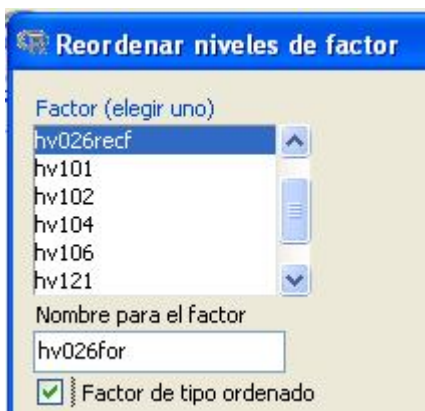 Reordenar niveles de factor
Factor (elegir uno)
hv026recf
hv101
hv102
hv104
hv106
hv121
Nombre para el factor
hv026for
Factor de tipo ordenado